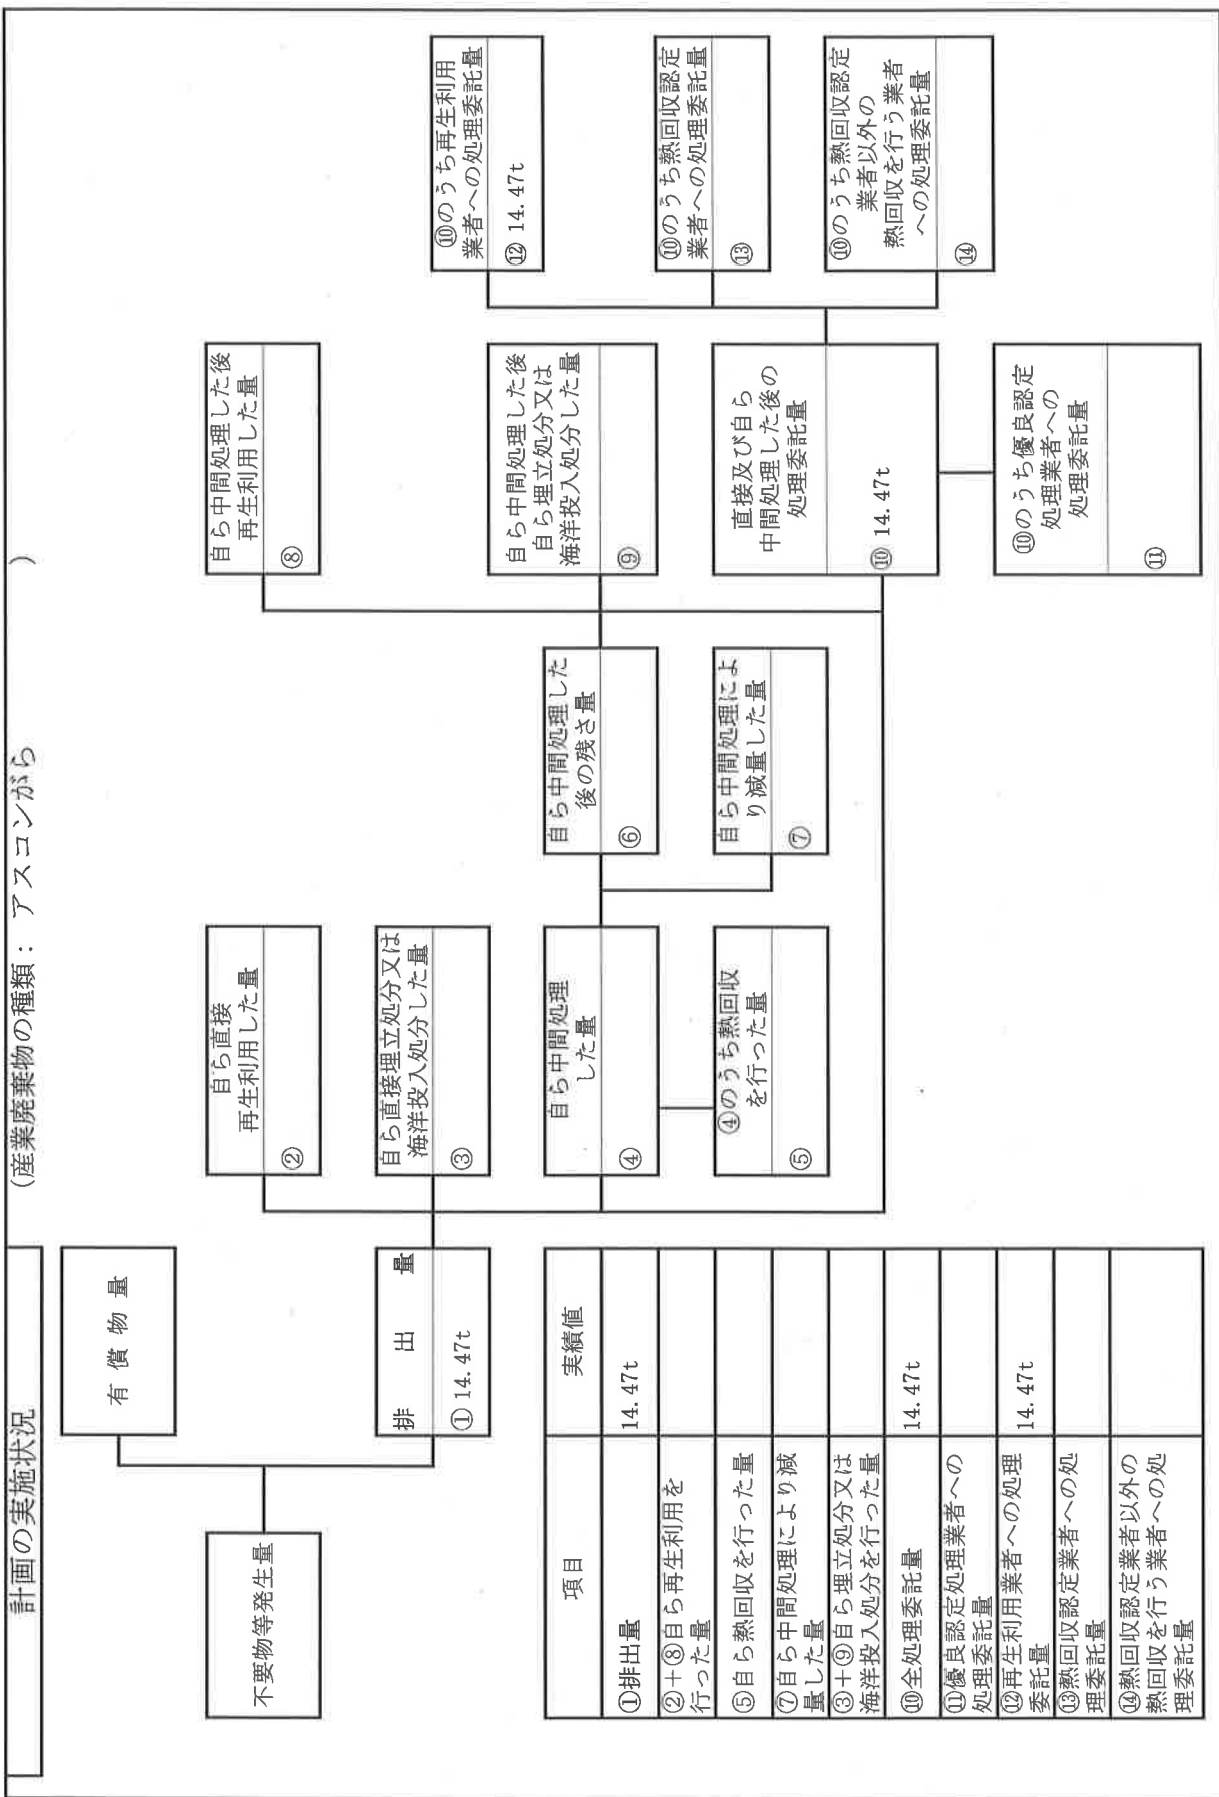 計画の実施状況
(産業廃棄物の種類： アスコンがら )
不要物等発生量
有償物量
排出量
① 14.47t
自ら直接
再生利用した量
②
自ら直接埋立処分又は
海洋投入処分した量
③
自ら中間処理
した量
④
④のうち熱回収
を行った量
⑤
自ら中間処理した
後の残さ量
⑥
自ら中間処理によ
り減量した量
⑦
自ら中間処理した後
再生利用した量
⑧
自ら中間処理した後
自ら埋立処分又は
海洋投入処分した量
⑨
直接及び自ら
中間処理した後の
処理委託量
⑩ 14.47t
⑩のうち優良認定
処理業者への
処理委託量
⑪
⑩のうち再生利用
業者への処理委託量
⑫ 14.47t
⑩のうち熱回収認定
業者への処理委託量
⑬
⑩のうち熱回収認定
業者以外の
熱回収を行う業者
への処理委託量
⑭
項目 実績値
①排出量 14.47t
②＋⑧自ら再生利用を
行った量
⑤自ら熱回収を行った量
⑦自ら中間処理により減
量した量
③＋⑨自ら埋立処分又は
海洋投入処分を行った量
⑩全処理委託量 14.47t
⑪優良認定処理業者への
処理委託量
⑫再生利用業者への処理
委託量 14.47t
⑬熱回収認定業者への処
理委託量
⑭熱回収認定業者以外の
熱回収を行う業者への処
理委託量